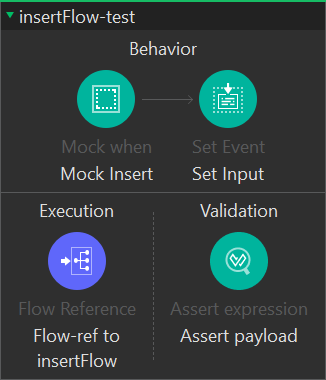 insertFlow-test
Behavior
Mock when
Set Event
Mock Insert
Set Input
Execution
Validation
Flow Reference
Assert expression
Flow-ref to
insertFlow
Assert payload